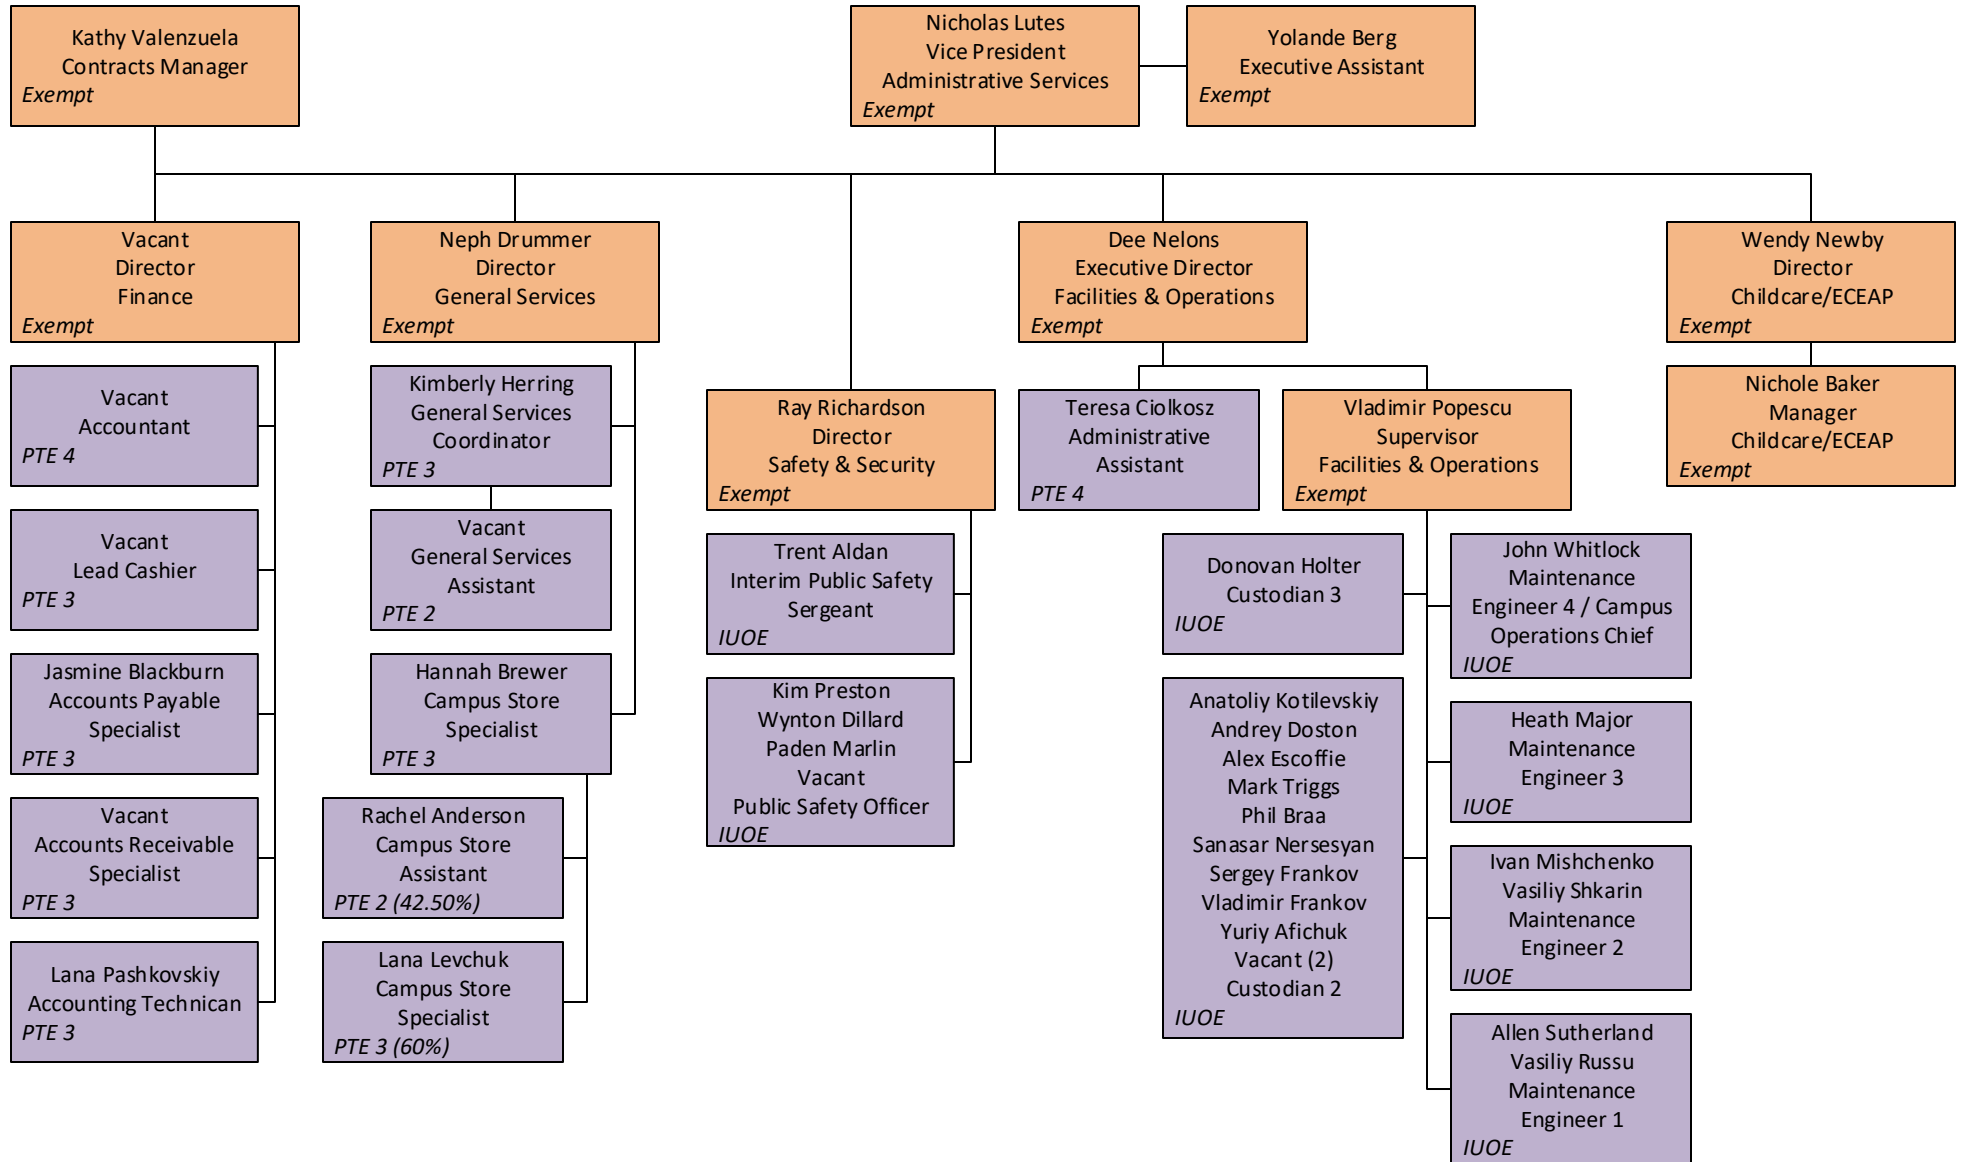 Kathy Valenzuela
Contracts Manager
Exempt
Nicholas Lutes
Vice President
Administrative Services
Exempt
Yolande Berg
Executive Assistant
Exempt
Vacant
Director
Finance
Exempt
Neph Drummer
Director
General Services
Exempt
Dee Nelons
Executive Director
Facilities & Operations
Exempt
Wendy Newby
Director
Childcare/ECEAP
Exempt
Vacant
Accountant
PTE 4
Vacant
Lead Cashier
PTE 3
Jasmine Blackburn
Accounts Payable
Specialist
PTE 3
Vacant
Accounts Receivable
Specialist
PTE 3
Lana Pashkovskiy
Accounting Technican
PTE 3
Kimberly Herring
General Services
Coordinator
PTE 3
Vacant
General Services
Assistant
PTE 2
Hannah Brewer
Campus Store
Specialist
PTE 3
Rachel Anderson
Campus Store
Assistant
PTE 2 (42.50%)
Lana Levchuk
Campus Store
Specialist
PTE 3 (60%)
Ray Richardson
Director
Safety & Security
Exempt
Trent Aldan
Interim Public Safety
Sergeant
IUOE
Kim Preston
Wynton Dillard
Paden Marlin
Vacant
Public Safety Officer
IUOE
Teresa Ciolkosz
Administrative
Assistant
PTE 4
Vladimir Popescu
Supervisor
Facilities & Operations
Exempt
Donovan Holter
Custodian 3
IUOE
Anatoliy Kotilevskiy
Andrey Doston
Alex Escoffie
Mark Triggs
Phil Braa
Sanasar Nersesyan
Sergey Frankov
Vladimir Frankov
Yuriy Afichuk
Vacant (2)
Custodian 2
IUOE
John Whitlock
Maintenance
Engineer 4 / Campus
Operations Chief
IUOE
Heath Major
Maintenance
Engineer 3
IUOE
Ivan Mishchenko
Vasiliy Shkarin
Maintenance
Engineer 2
IUOE
Allen Sutherland
Vasiliy Russu
Maintenance
Engineer 1
IUOE
Nichole Baker
Manager
Childcare/ECEAP
Exempt